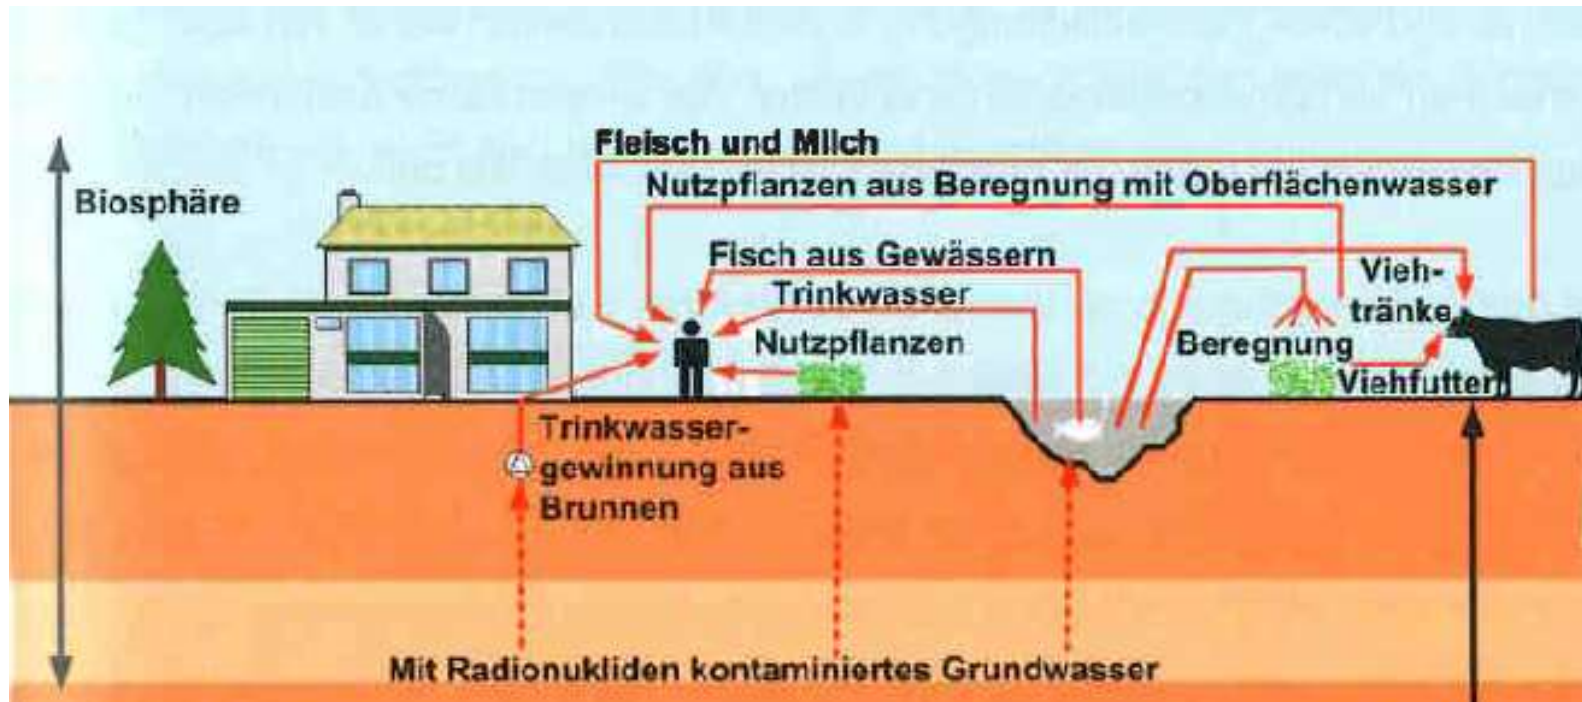 Fleisch und Milch
Biosphäre
Nutzpflanzen aus Beregnung mit Oberflächenwasser
Fisch aus Gewässern
Trinkwasser
Vieh-
tränke
Nutzpflanzen
Beregnung
Viehfutter
Trinkwasser-
gewinnung aus
Brunnen
Mit Radionukliden kontaminiertes Grundwasser